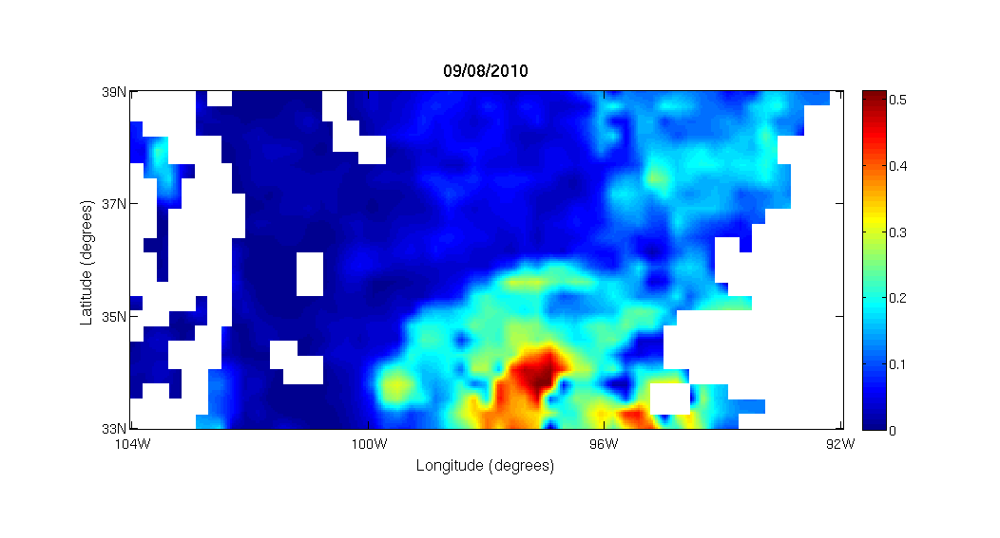 09/08/2010
39N
37N
35N
33N
Latitude (degrees)
104W
100W
96W
92W
Longitude (degrees)
0.5
0.4
0.3
0.2
0.1
0